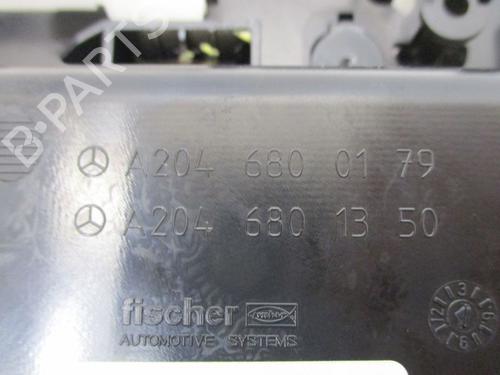 B-PARTS
A204 680 01 79
A204 680 13 50
fischer
AUTOMOTIVE SYSTEMS